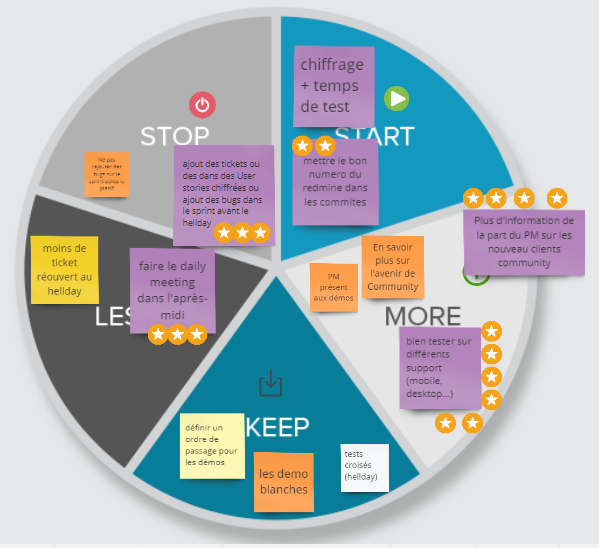 STOP
Ne pas
rajouter des
bugs sur le
sprint après le
planif
ajout des tickets ou
des dans des User
stories chiffrées ou
ajout des bugs dans
le sprint avant le
hellday
START
chiffrage
+ temps
de test
mettre le bon
numero du
redmine dans
les commites
MORE
Plus d'information de
la part du PM sur les
nouveau clients
community
En savoir
plus sur
l'avenir de
Community
PM
présent
aux démos
bien tester sur
différents
support
(mobile,
desktop...)
KEEP
définir un
ordre de
passage pour
les démos
les demo
blanches
tests
croisés
(hellday)
LES
moins de
ticket
réouvert au
hellday
faire le daily
meeting
dans l'après-
midi